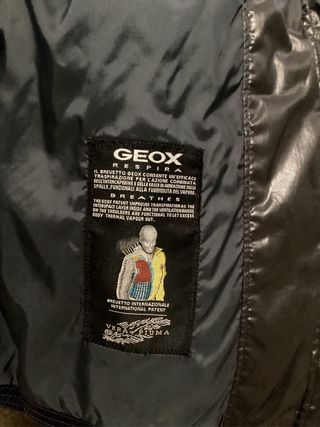 GEOX
RESPIRA
IL BREVETTO GEOX CONSENTE UN'EFFICACE
TRASPIRAZIONE PER L'AZIONE COMBINATA
DELL'INTERCAPEDINE E DELLE FASCE DI AERAZIONE SULLE
SPALLE, FUNZIONALI ALLA FUORIUSCITA DEL VAPORE.
BREATHES
THE GEOX PATENT IMPROVES TRANSPIRATION AS THE
INTERSPACE LAYER INSIDE AND THE VENTILATION BANDS
ON THE SHOULDERS ARE FUNCTIONAL TO LET EXCESS
BODY THERMAL VAPOUR OUT.
BREVETTO INTERNAZIONALE
INTERNATIONAL PATENT
VERA PIUMA